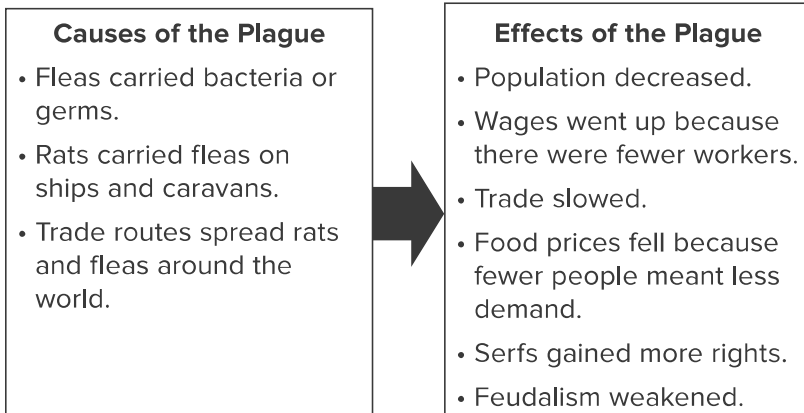 Causes of the Plague
• Fleas carried bacteria or
germs.
• Rats carried fleas on
ships and caravans.
• Trade routes spread rats
and fleas around the
world.
Effects of the Plague
• Population decreased.
• Wages went up because
there were fewer workers.
• Trade slowed.
• Food prices fell because
fewer people meant less
demand.
• Serfs gained more rights.
• Feudalism weakened.